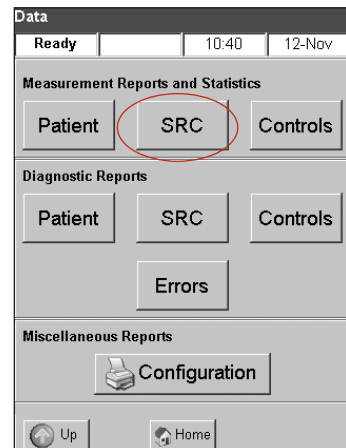 Data
Ready 10:40 12-Nov
Measurement Reports and Statistics
Patient SRC Controls
Diagnostic Reports
Patient SRC Controls
Errors
Miscellaneous Reports
Configuration
Up Home